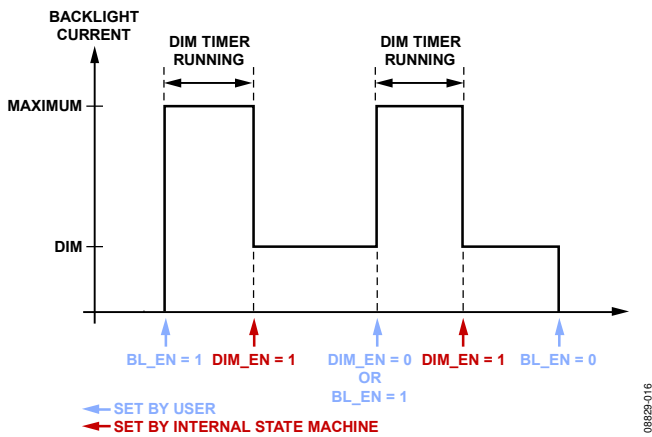 BACKLIGHT
CURRENT
DIM TIMER
RUNNING
DIM TIMER
RUNNING
MAXIMUM
DIM
BL_EN = 1
DIM_EN = 1
DIM_EN = 0
OR
BL_EN = 1
DIM_EN = 1
BL_EN = 0
SET BY USER
SET BY INTERNAL STATE MACHINE
08829-016